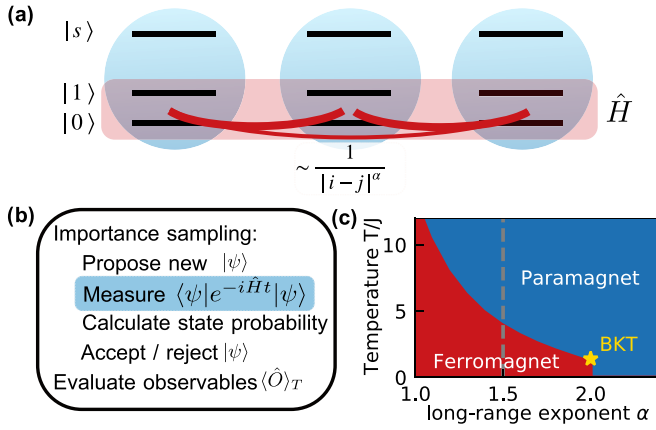 (a)
|s⟩
|1⟩
|0⟩
Ĥ
~ 1 / |i − j|^α
(b)
Importance sampling:
Propose new |ψ⟩
Measure ⟨ψ|e^{−iĤt}|ψ⟩
Calculate state probability
Accept / reject |ψ⟩
Evaluate observables ⟨Ô⟩_T
(c)
Temperature T/J
10
5
0
Paramagnet
BKT
Ferromagnet
1.0 1.5 2.0
long-range exponent α